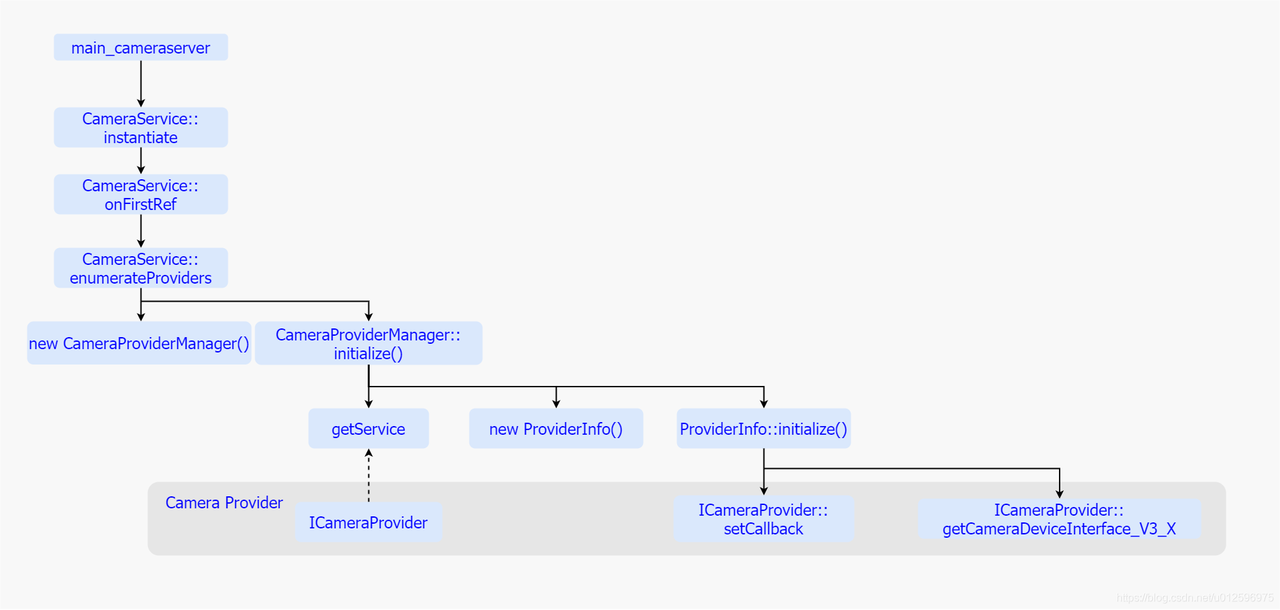 main_cameraserver
CameraService::
instantiate
CameraService::
onFirstRef
CameraService::
enumerateProviders
new CameraProviderManager()
CameraProviderManager::
initialize()
getService
new ProviderInfo()
ProviderInfo::initialize()
Camera Provider
ICameraProvider
ICameraProvider::
setCallback
ICameraProvider::
getCameraDeviceInterface_V3_X
https://blog.csdn.net/u012596975